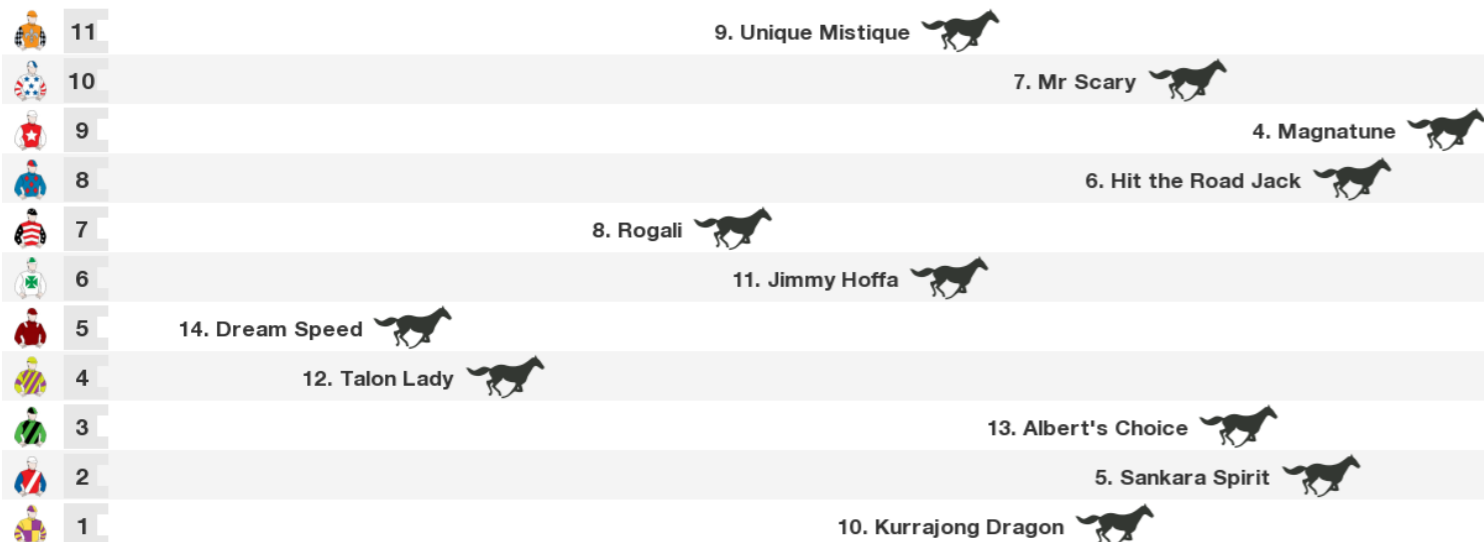 11 9. Unique Mistique
10 7. Mr Scary
9 4. Magnatune
8 6. Hit the Road Jack
7 8. Rogali
6 11. Jimmy Hoffa
5 14. Dream Speed
4 12. Talon Lady
3 13. Albert's Choice
2 5. Sankara Spirit
1 10. Kurrajong Dragon